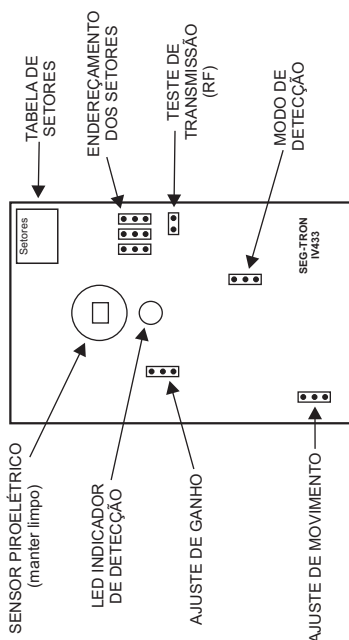 TABELA DE
SETORES
ENDEREÇAMENTO
DOS SETORES
TESTE DE
TRANSMISSÃO
(RF)
MODO DE
DETECÇÃO
Setores
SEG-TRON
IV433
SENSOR PIROELÉTRICO
(manter limpo)
LED INDICADOR
DE DETECÇÃO
AJUSTE DE GANHO
AJUSTE DE MOVIMENTO